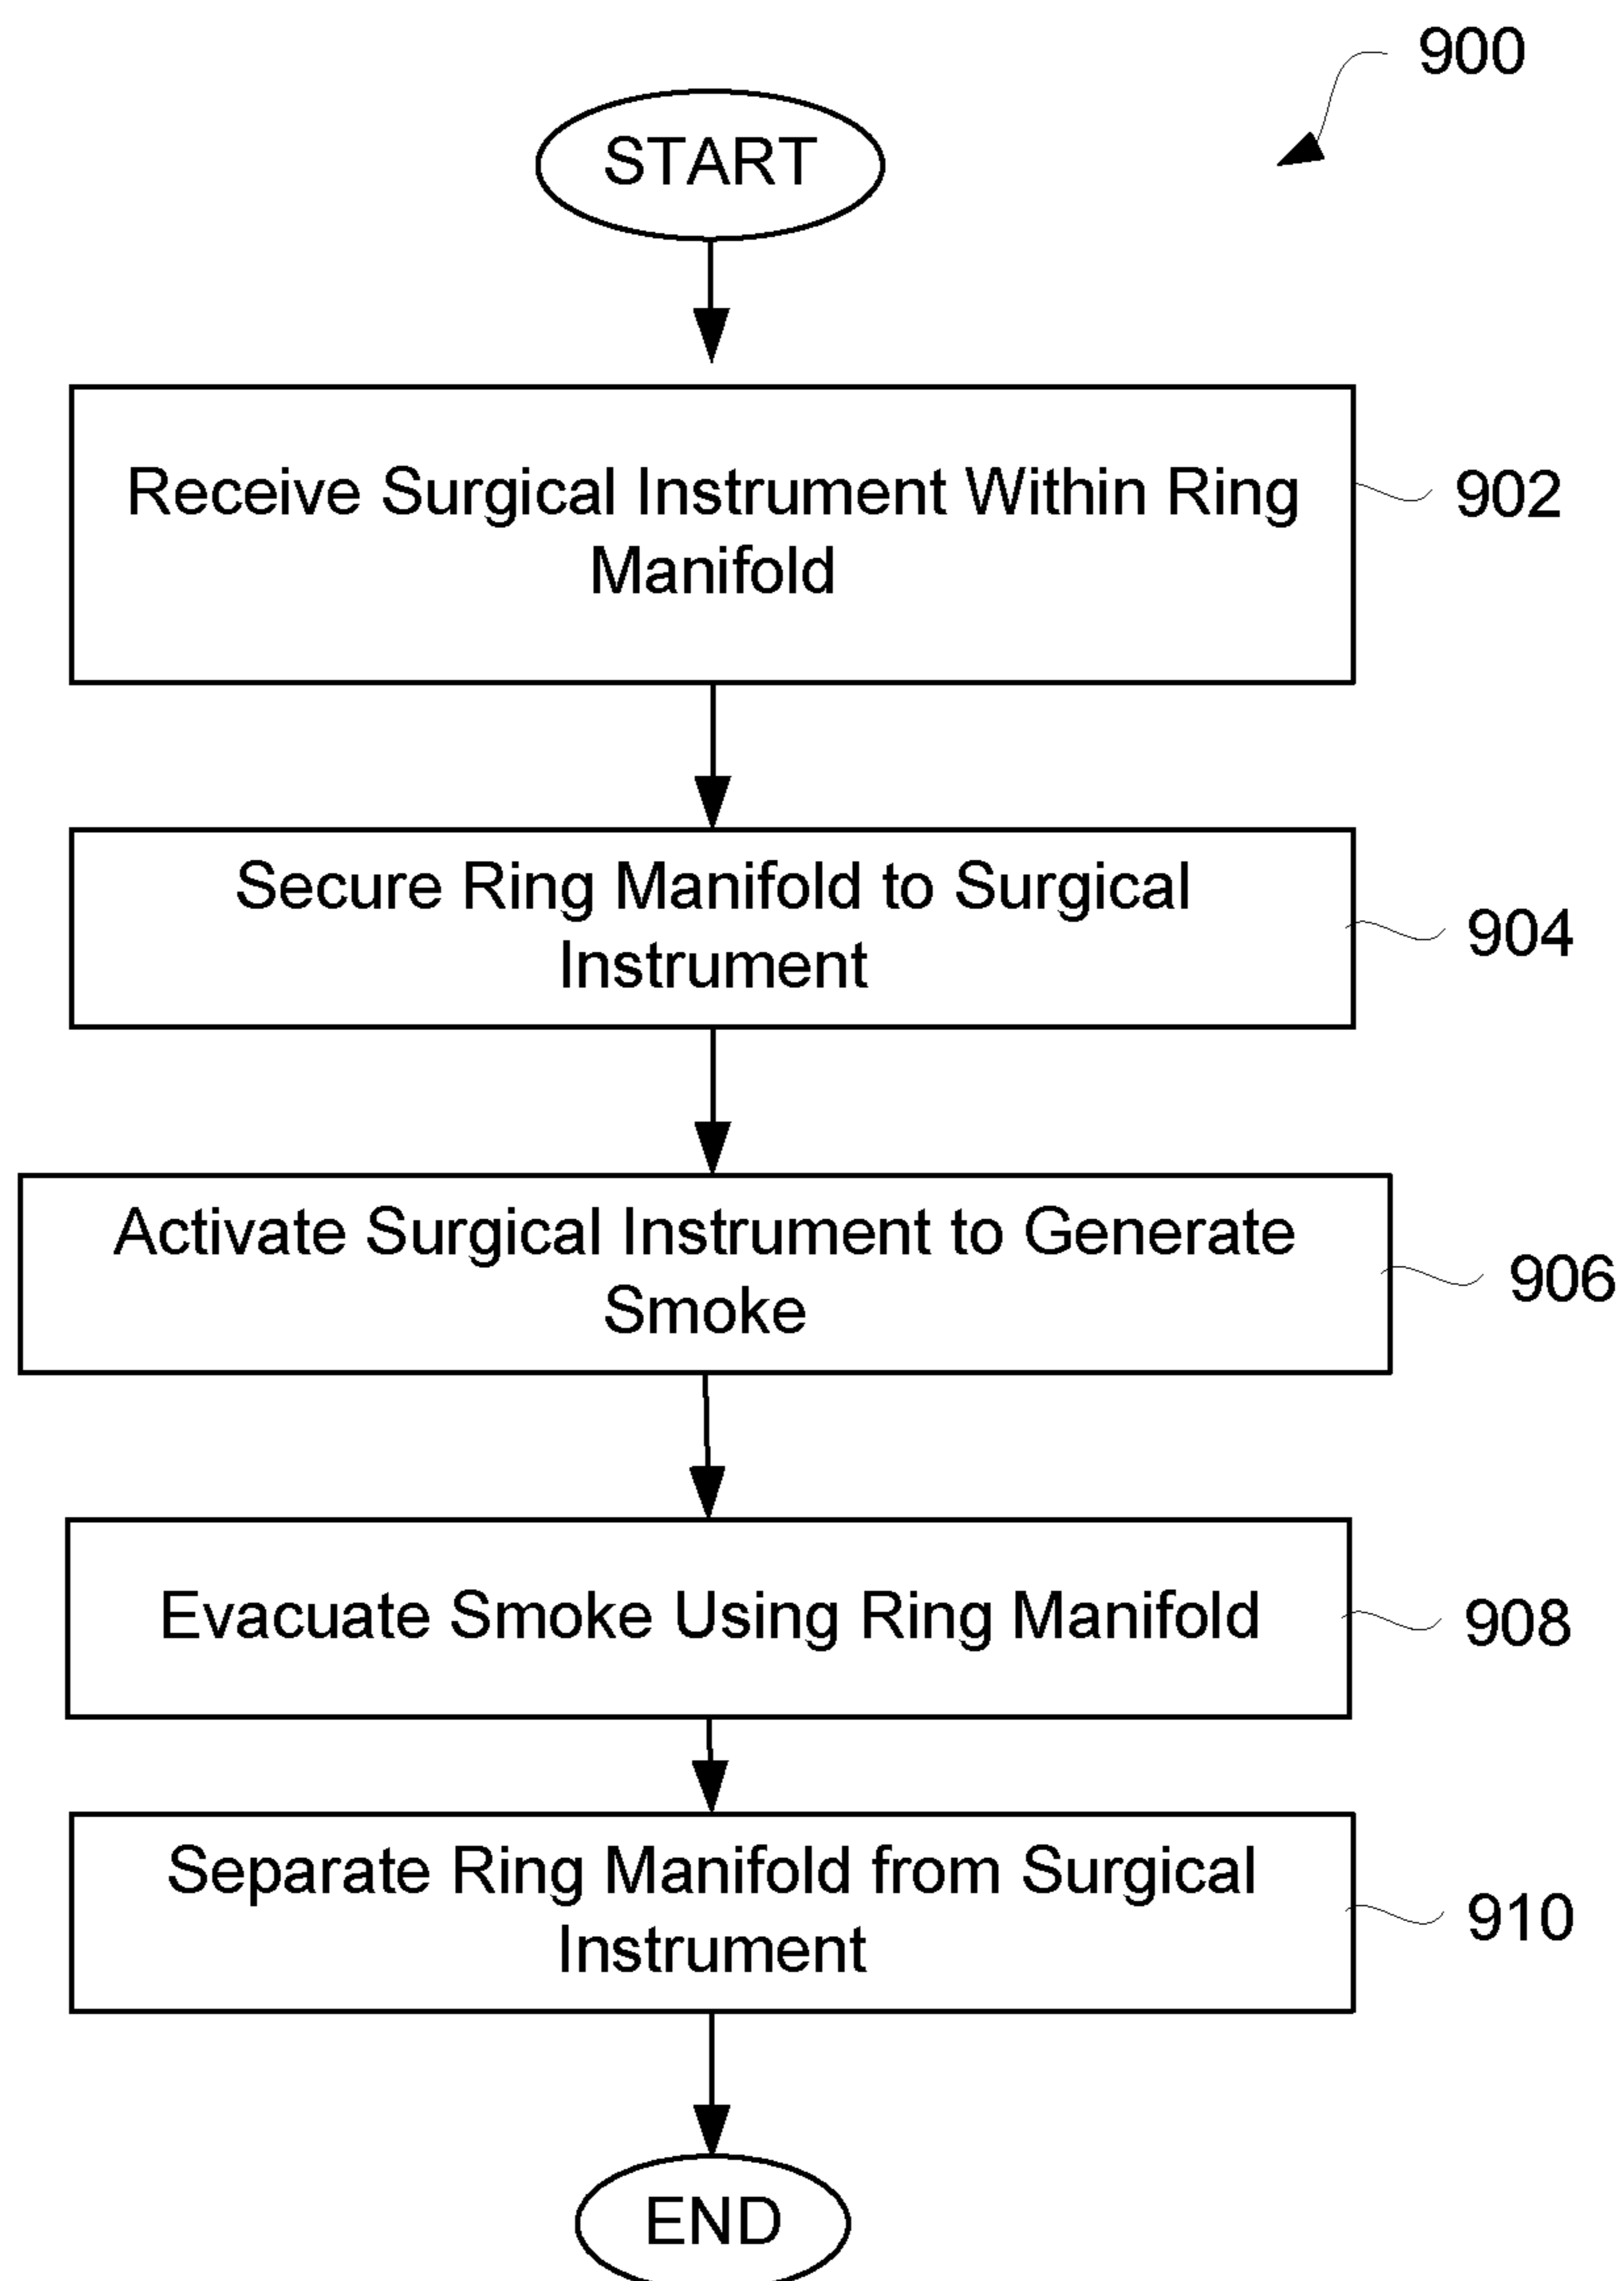 900
START
Receive Surgical Instrument Within Ring
Manifold
902
Secure Ring Manifold to Surgical
Instrument
904
Activate Surgical Instrument to Generate
Smoke
906
Evacuate Smoke Using Ring Manifold
908
Separate Ring Manifold from Surgical
Instrument
910
END